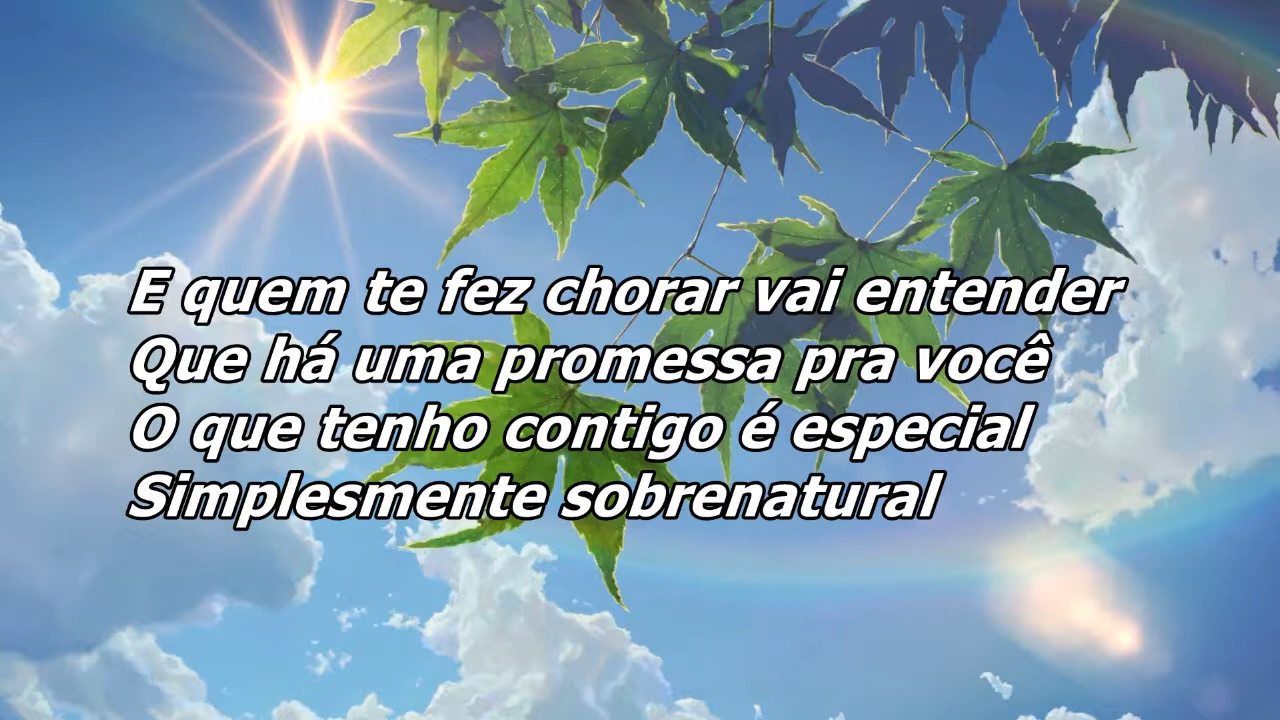 E quem te fez chorar vai entender
Que há uma promessa pra você
O que tenho contigo é especial
Simplesmente sobrenatural